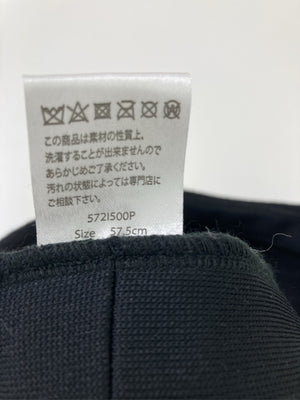 この商品は素材の性質上、
洗濯することが出来ませんので
あらかじめご了承下さい。
汚れの状態によっては専門店に
ご相談下さい。
572I500P
Size 57.5cm